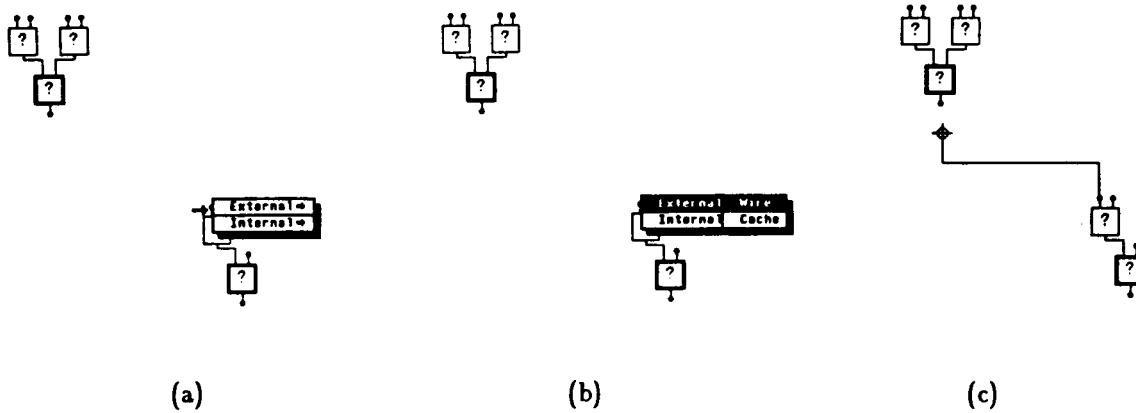 ? ?
?
External⇒
Internal⇒
?
(a)
? ?
?
External Wire
Internal Cache
?
(b)
? ?
?
?
?
(c)